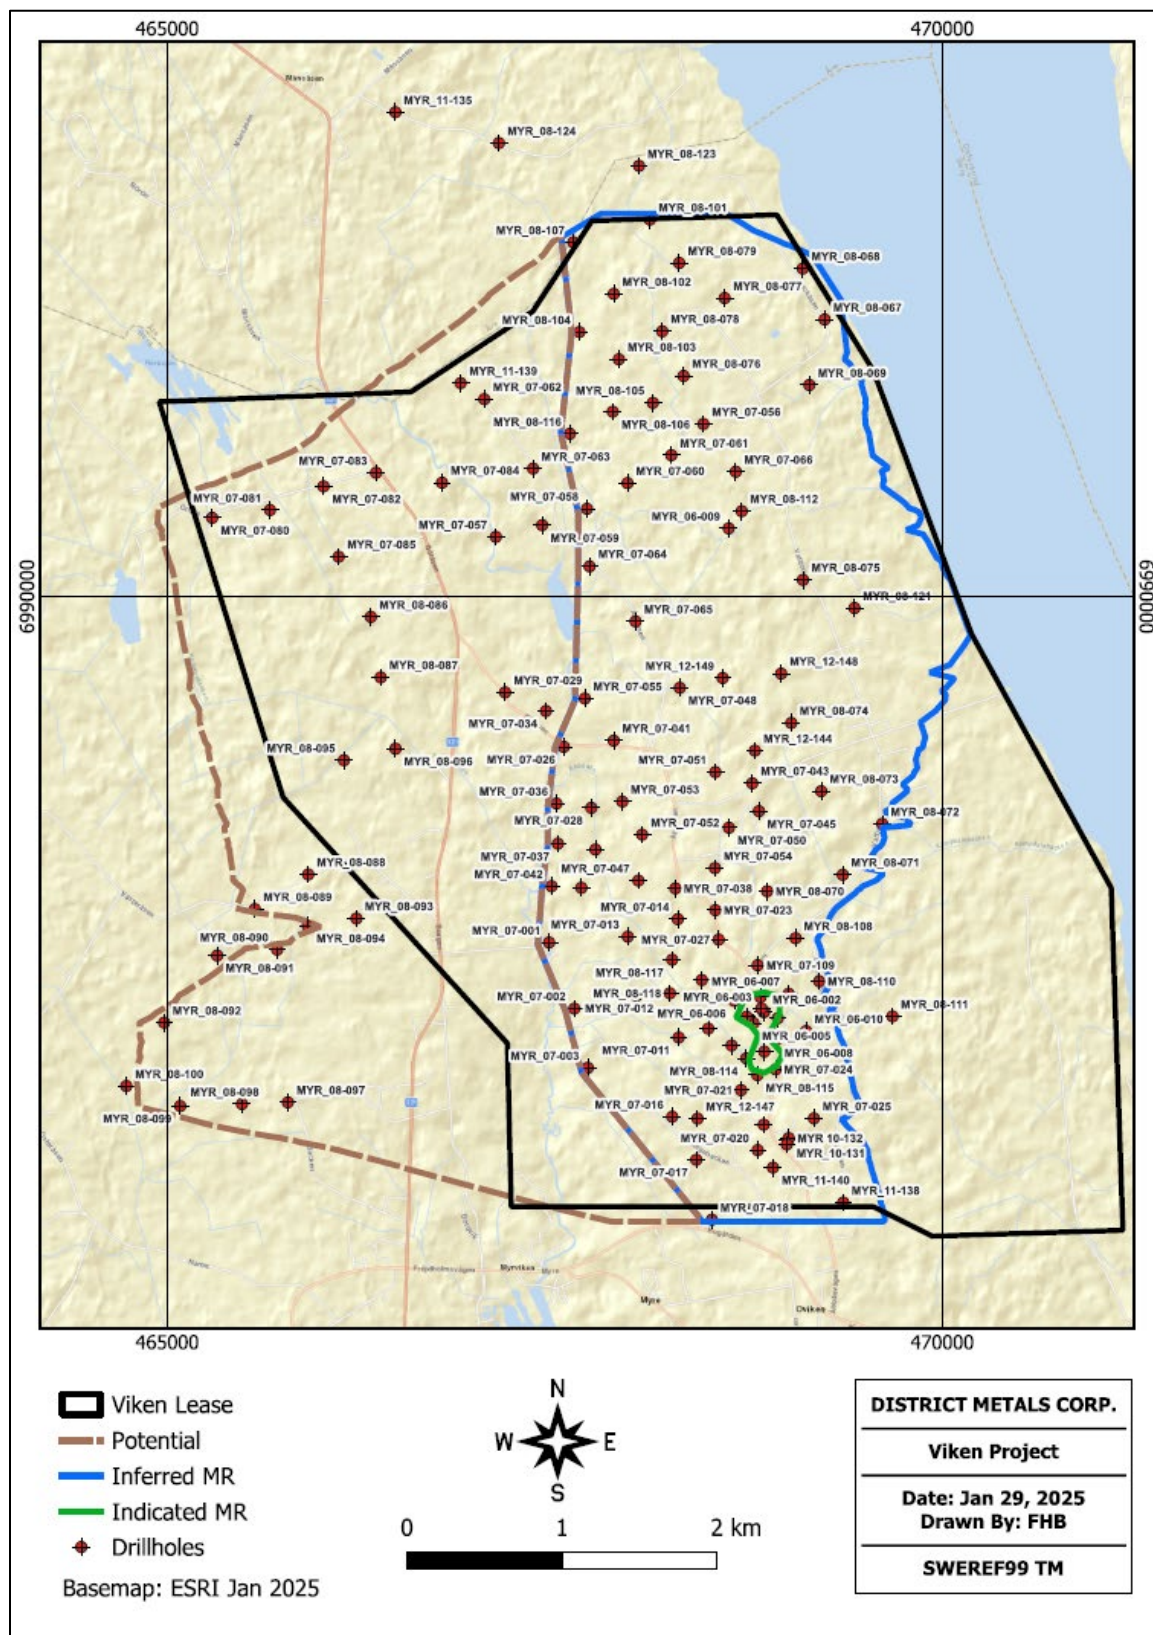 465000
470000
MYR_11-135
MYR_08-124
MYR_08-123
MYR_08-101
MYR_08-107
MYR_08-079
MYR_08-068
MYR_08-102
MYR_08-077
MYR_08-067
MYR_08-104
MYR_08-078
MYR_08-103
MYR_08-076
MYR_11-139
MYR_08-069
MYR_07-062
MYR_08-105
MYR_08-106
MYR_07-056
MYR_08-116
MYR_07-061
MYR_07-083
MYR_07-063
MYR_07-084
MYR_07-060
MYR_07-066
MYR_07-081
MYR_07-082
MYR_07-058
MYR_08-112
MYR_07-080
MYR_07-057
MYR_06-009
MYR_07-059
MYR_07-085
MYR_07-064
MYR_08-075
6990000
6990000
MYR_08-121
MYR_08-086
MYR_07-065
MYR_08-087
MYR_07-029
MYR_12-149
MYR_12-148
MYR_07-055
MYR_07-048
MYR_07-034
MYR_08-074
MYR_07-041
MYR_12-144
MYR_08-095
MYR_08-096
MYR_07-026
MYR_07-051
MYR_07-043
MYR_08-073
MYR_07-036
MYR_07-053
MYR_08-072
MYR_07-028
MYR_07-052
MYR_07-045
MYR_07-050
MYR_07-037
MYR_07-054
MYR_08-088
MYR_07-047
MYR_08-071
MYR_07-042
MYR_07-038
MYR_08-070
MYR_08-089
MYR_08-093
MYR_07-014
MYR_07-023
MYR_07-013
MYR_08-090
MYR_08-094
MYR_07-001
MYR_07-027
MYR_08-108
MYR_08-091
MYR_08-117
MYR_07-109
MYR_06-007
MYR_08-110
MYR_07-002
MYR_08-118
MYR_06-003
MYR_06-002
MYR_08-092
MYR_07-012
MYR_06-006
MYR_06-010
MYR_08-111
MYR_06-005
MYR_07-003
MYR_07-011
MYR_06-008
MYR_08-114
MYR_07-024
MYR_08-100
MYR_08-098
MYR_08-097
MYR_07-021
MYR_08-115
MYR_08-099
MYR_07-016
MYR_12-147
MYR_07-025
MYR_07-020
MYR_10-132
MYR_10-131
MYR_07-017
MYR_11-140
MYR_11-138
MYR_07-018
Myrviken
Myre
Oviken
465000
470000
Viken Lease
Potential
Inferred MR
Indicated MR
Drillholes
Basemap: ESRI Jan 2025
N
W
E
S
0
1
2 km
DISTRICT METALS CORP.
Viken Project
Date: Jan 29, 2025
Drawn By: FHB
SWEREF99 TM